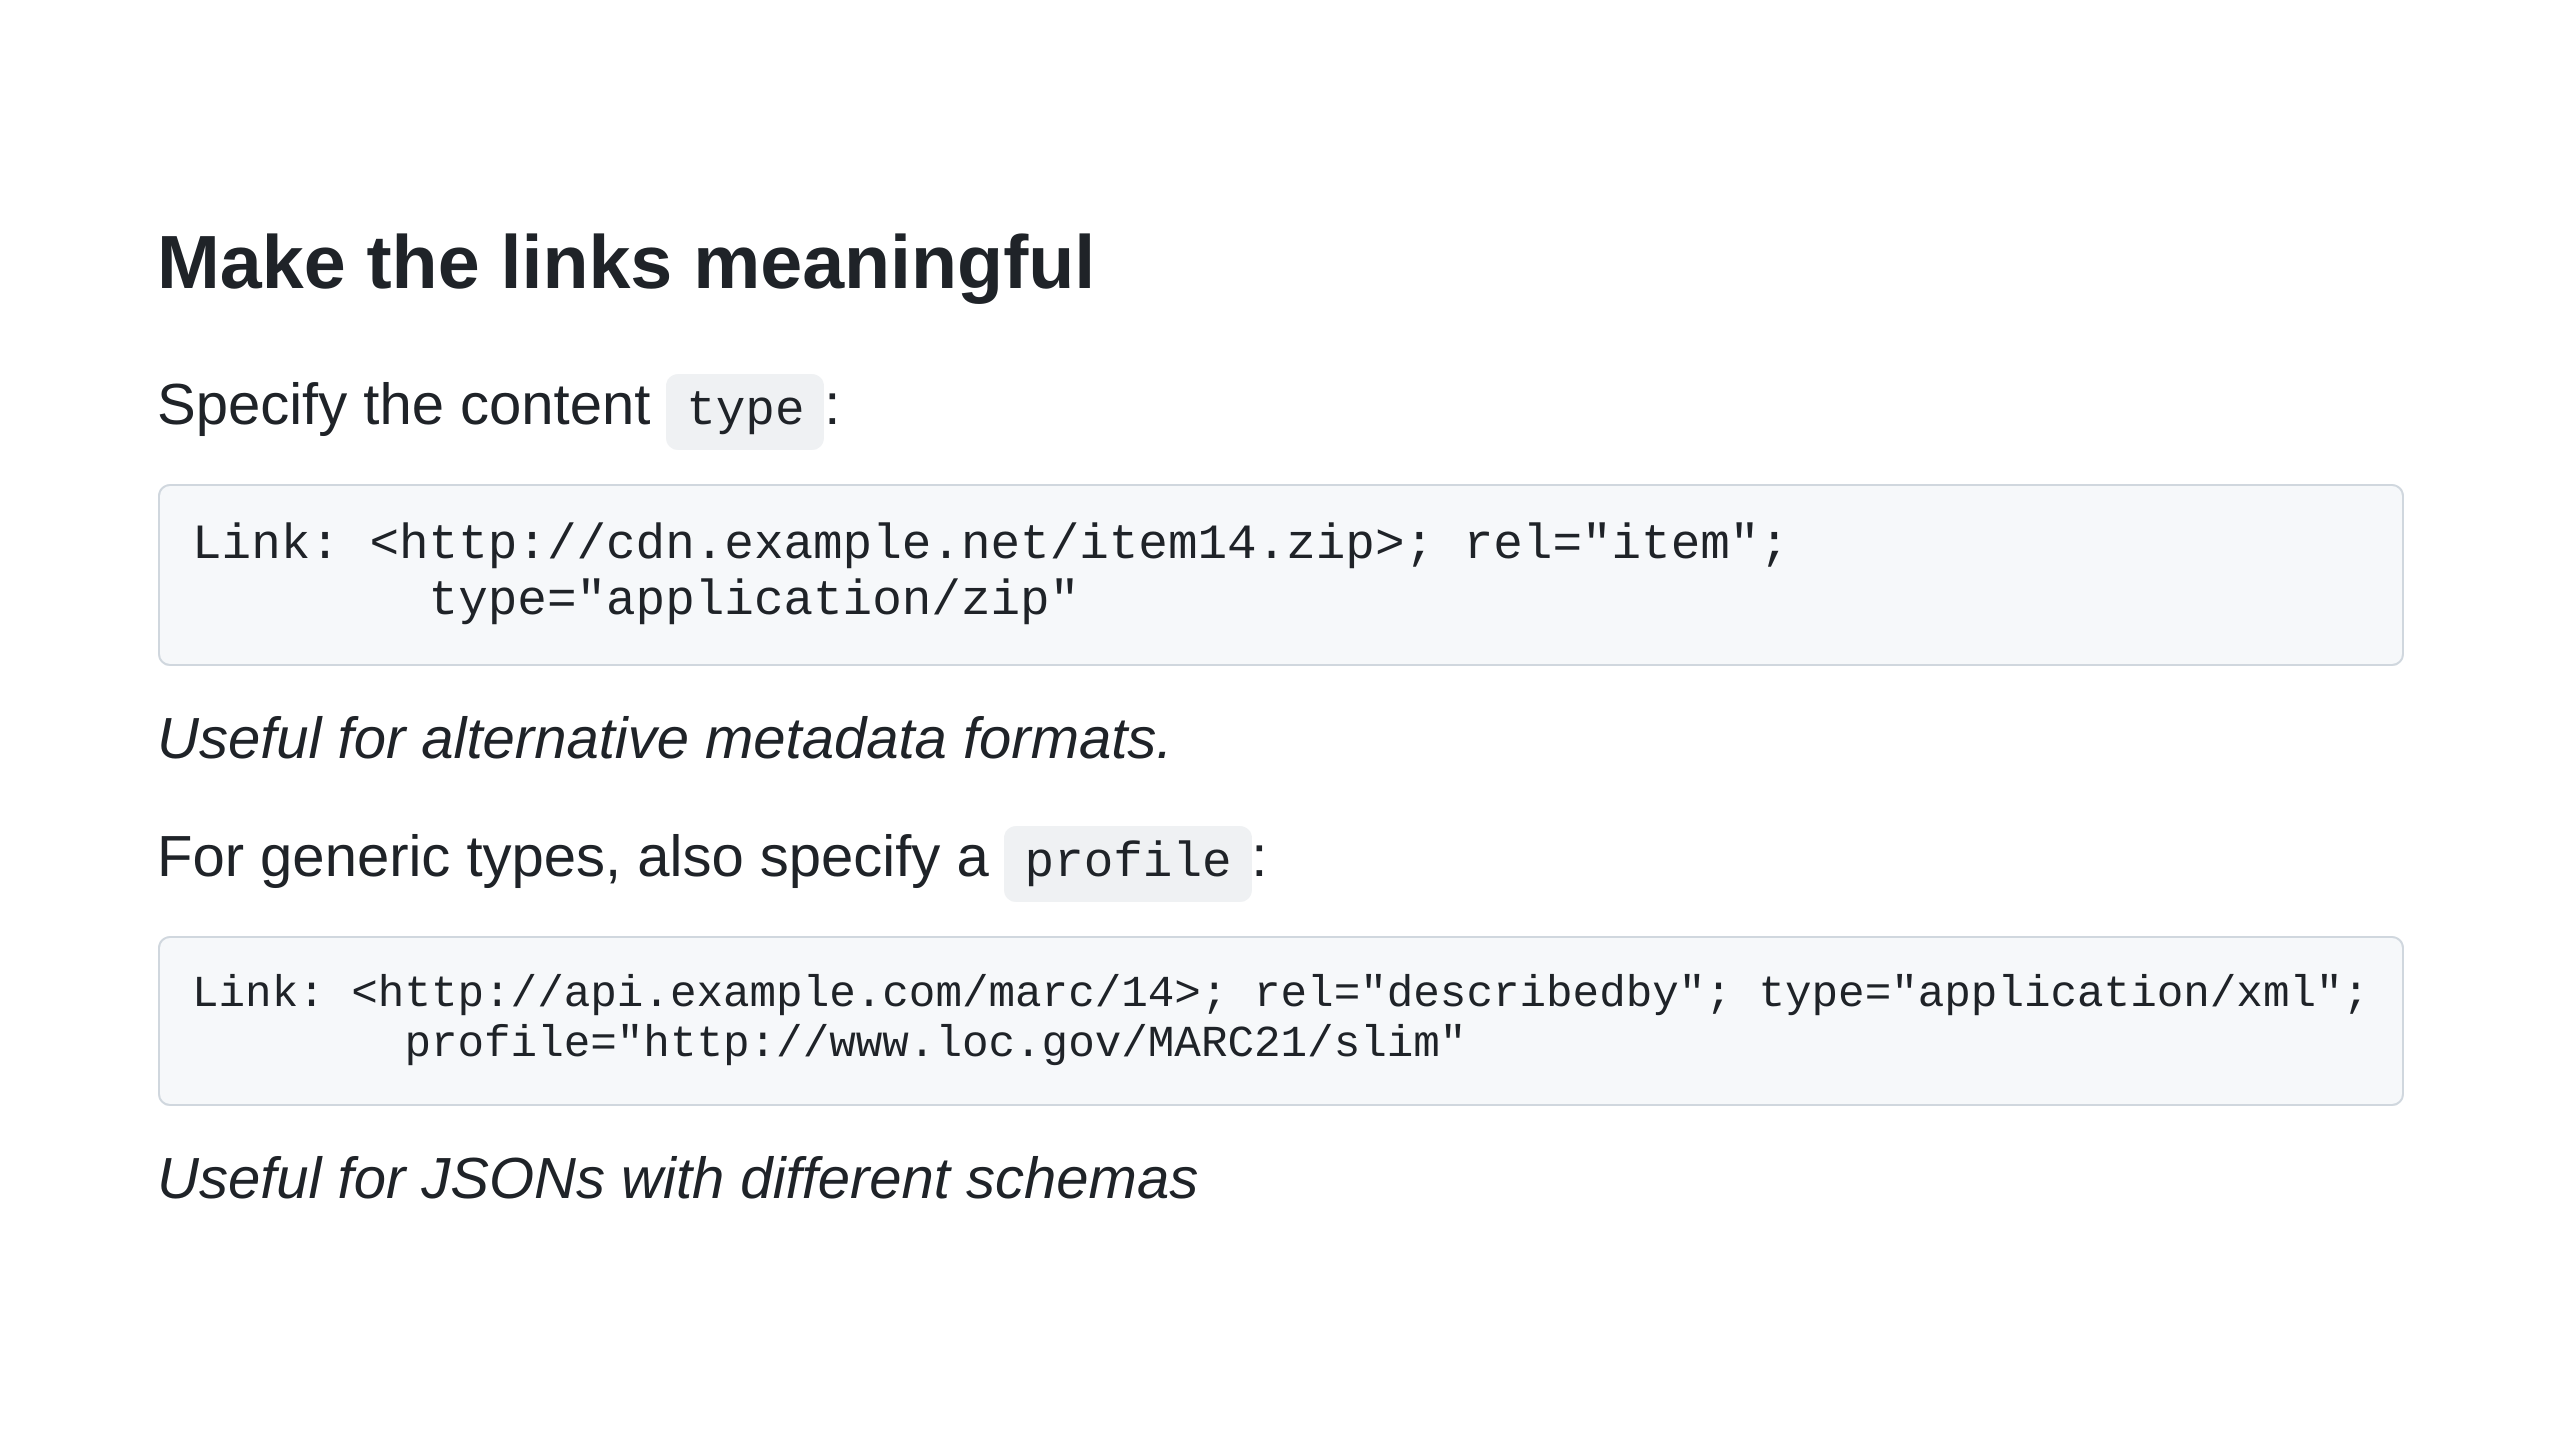 Make the links meaningful
Specify the content type:
Link: <http://cdn.example.net/item14.zip>; rel="item";
        type="application/zip"
Useful for alternative metadata formats.
For generic types, also specify a profile:
Link: <http://api.example.com/marc/14>; rel="describedby"; type="application/xml";
        profile="http://www.loc.gov/MARC21/slim"
Useful for JSONs with different schemas